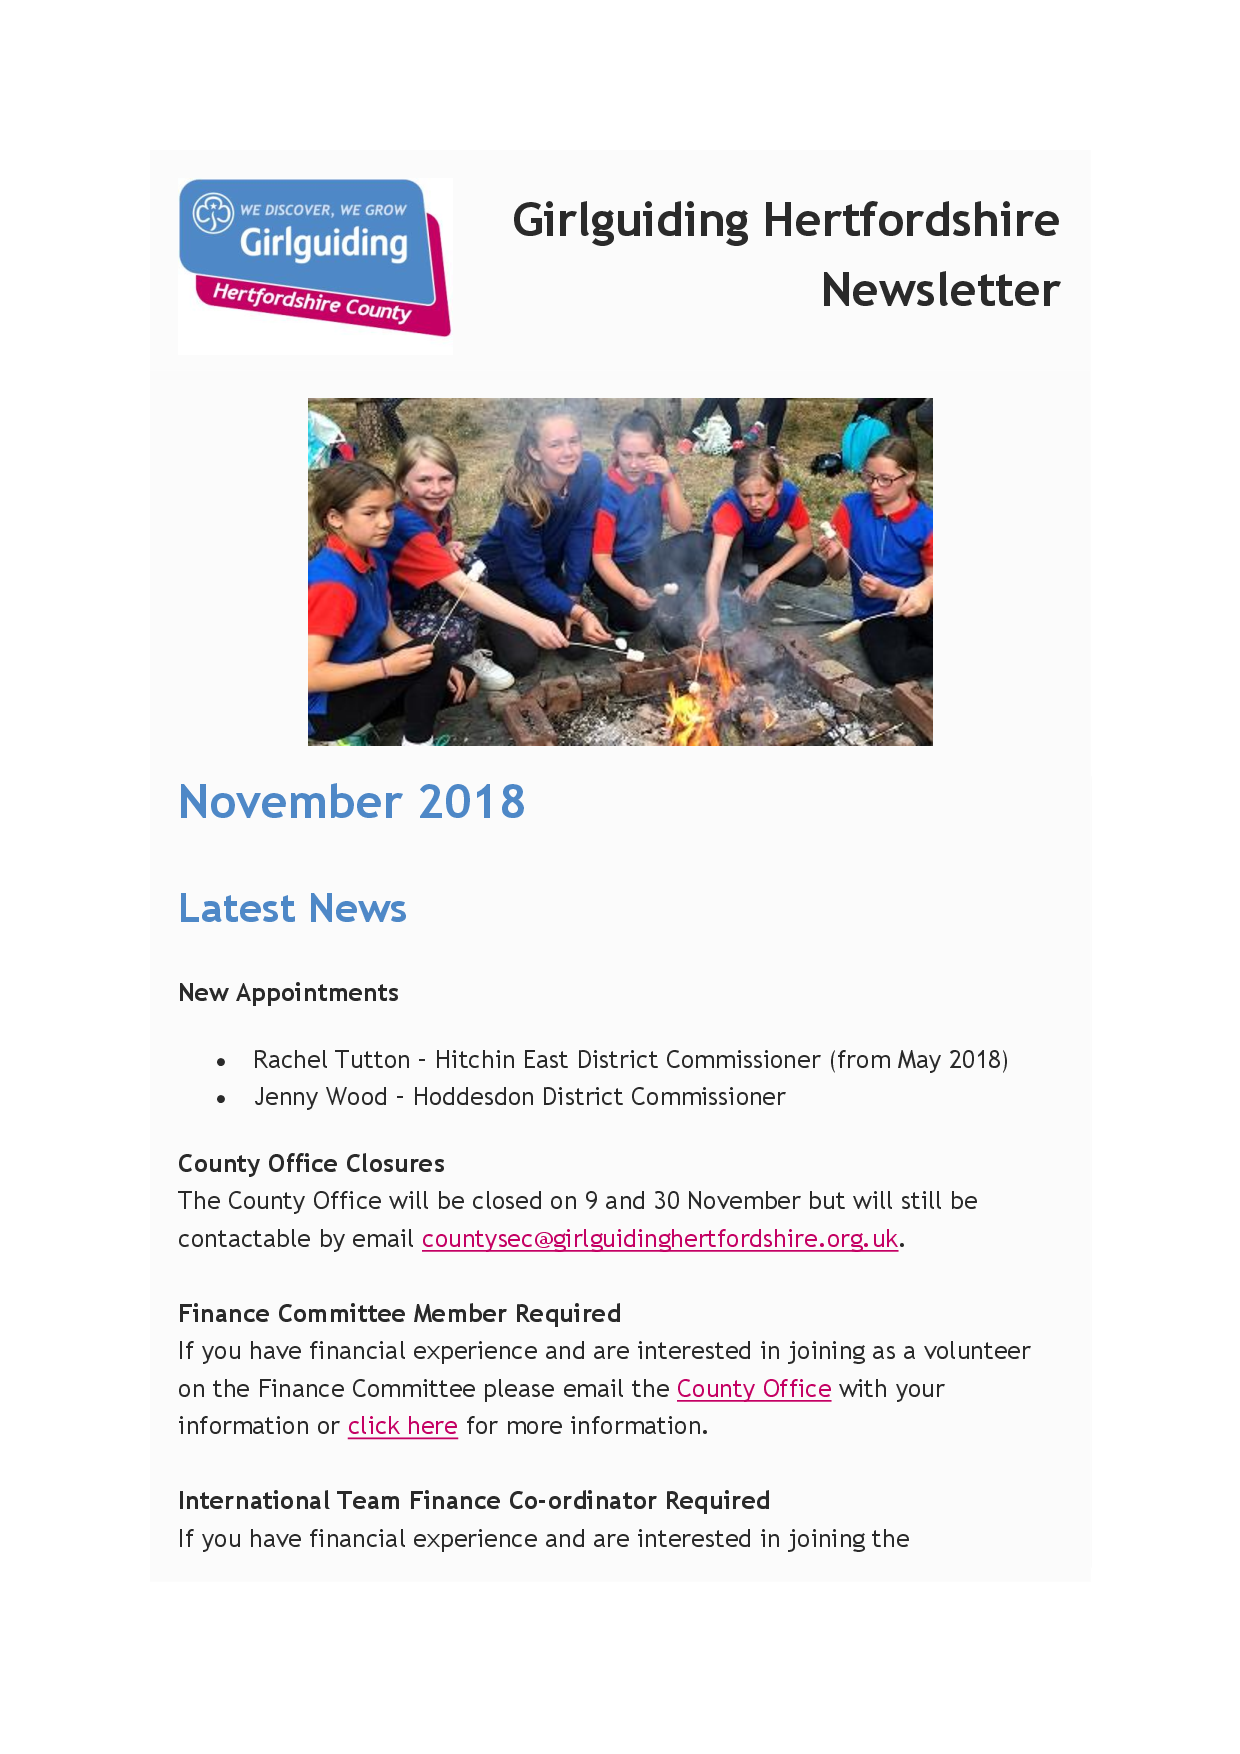 WE DISCOVER, WE GROW
Girlguiding
Hertfordshire County
Girlguiding Hertfordshire
Newsletter
November 2018
Latest News
New Appointments
• Rachel Tutton – Hitchin East District Commissioner (from May 2018)
• Jenny Wood – Hoddesdon District Commissioner
County Office Closures
The County Office will be closed on 9 and 30 November but will still be
contactable by email countysec@girlguidinghertfordshire.org.uk.
Finance Committee Member Required
If you have financial experience and are interested in joining as a volunteer
on the Finance Committee please email the County Office with your
information or click here for more information.
International Team Finance Co-ordinator Required
If you have financial experience and are interested in joining the